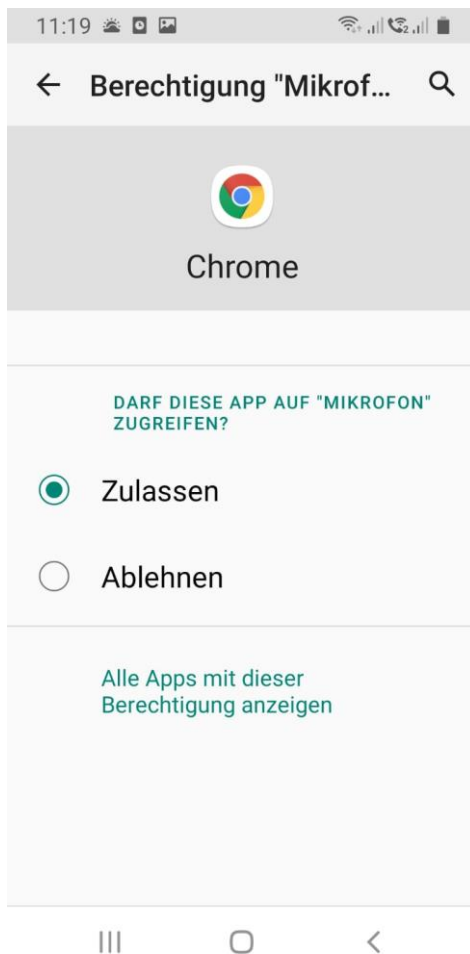 11:19
Berechtigung "Mikrof...
Chrome
DARF DIESE APP AUF "MIKROFON"
ZUGREIFEN?
Zulassen
Ablehnen
Alle Apps mit dieser
Berechtigung anzeigen